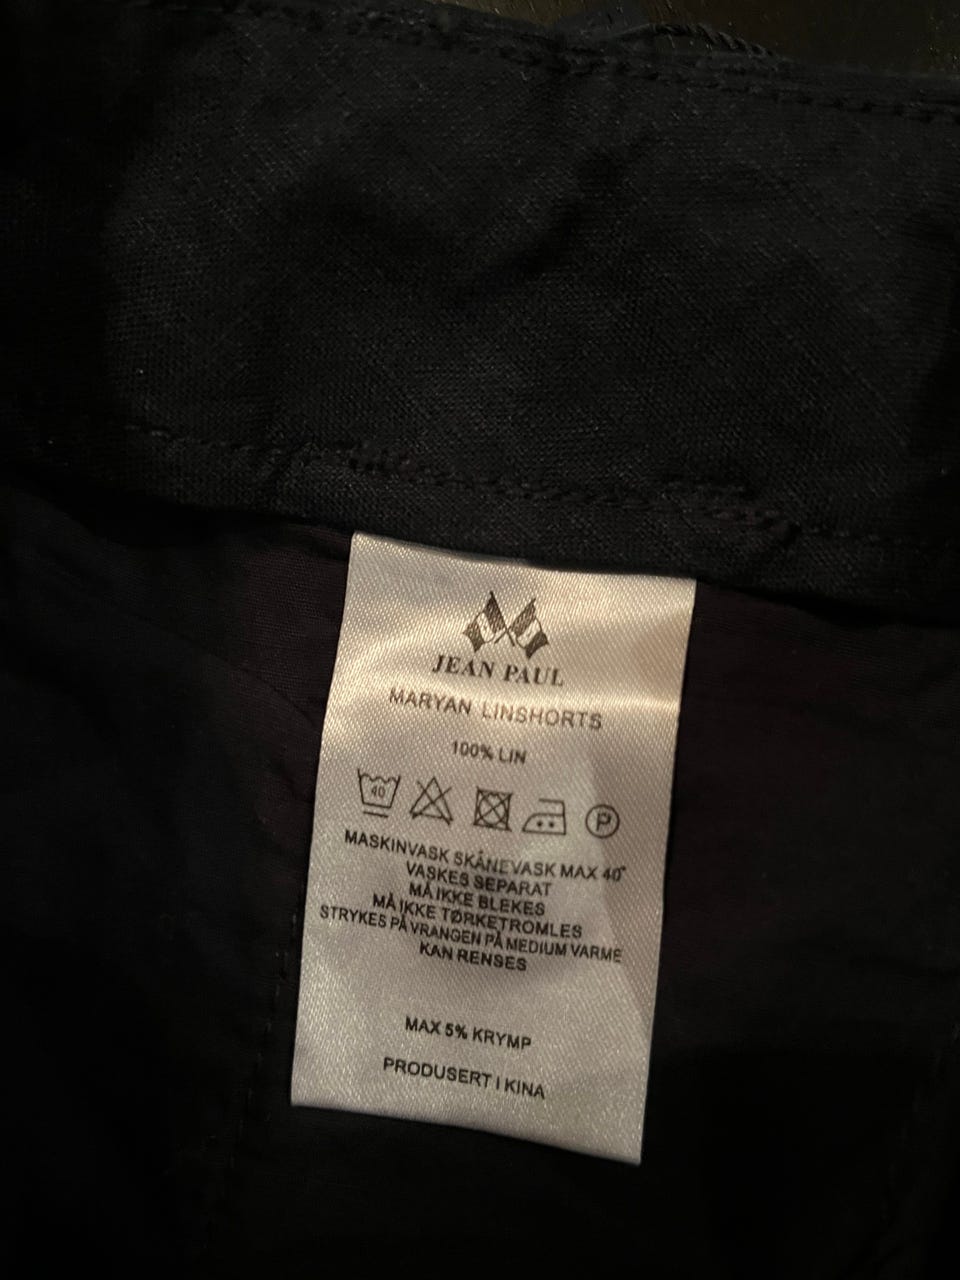 JEAN PAUL
MARYAN LINSHORTS
100% LIN
40 P
MASKINVASK SKÅNEVASK MAX 40°
VASKES SEPARAT
MÅ IKKE BLEKES
MÅ IKKE TØRKETROMLES
STRYKES PÅ VRANGEN PÅ MEDIUM VARME
KAN RENSES
MAX 5% KRYMP
PRODUSERT I KINA